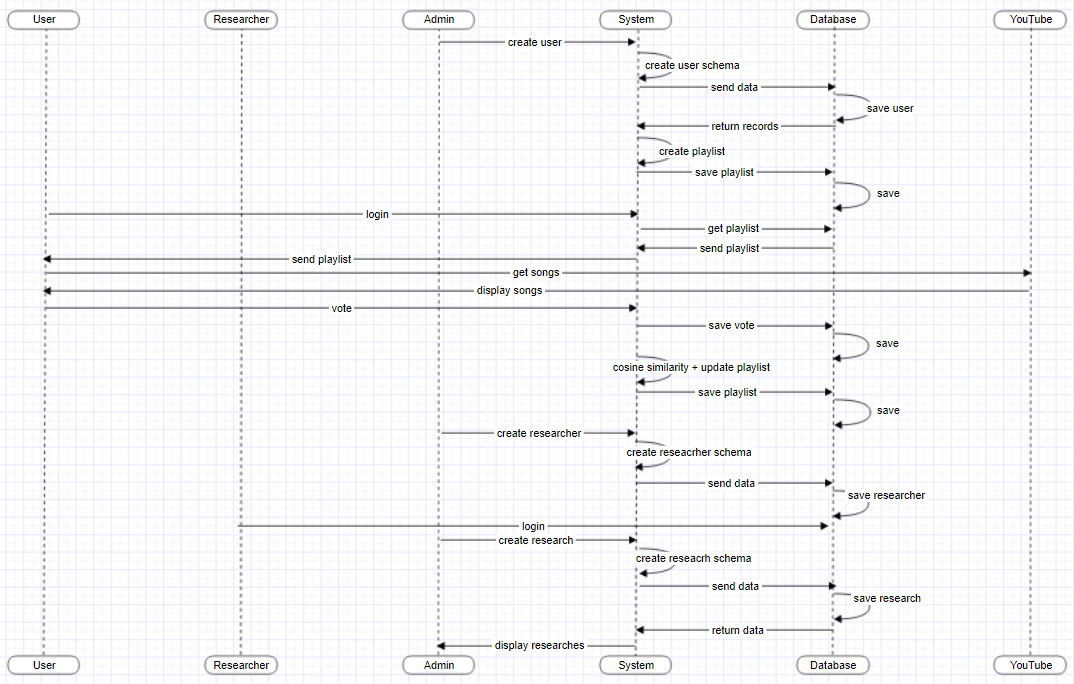 User
Researcher
Admin
System
Database
YouTube
create user
create user schema
send data
save user
return records
create playlist
save playlist
save
login
get playlist
send playlist
send playlist
get songs
display songs
vote
save vote
save
cosine similarity + update playlist
save playlist
save
create researcher
create reseacrher schema
send data
save researcher
login
create research
create reseacrh schema
send data
save research
return data
display researches
User
Researcher
Admin
System
Database
YouTube